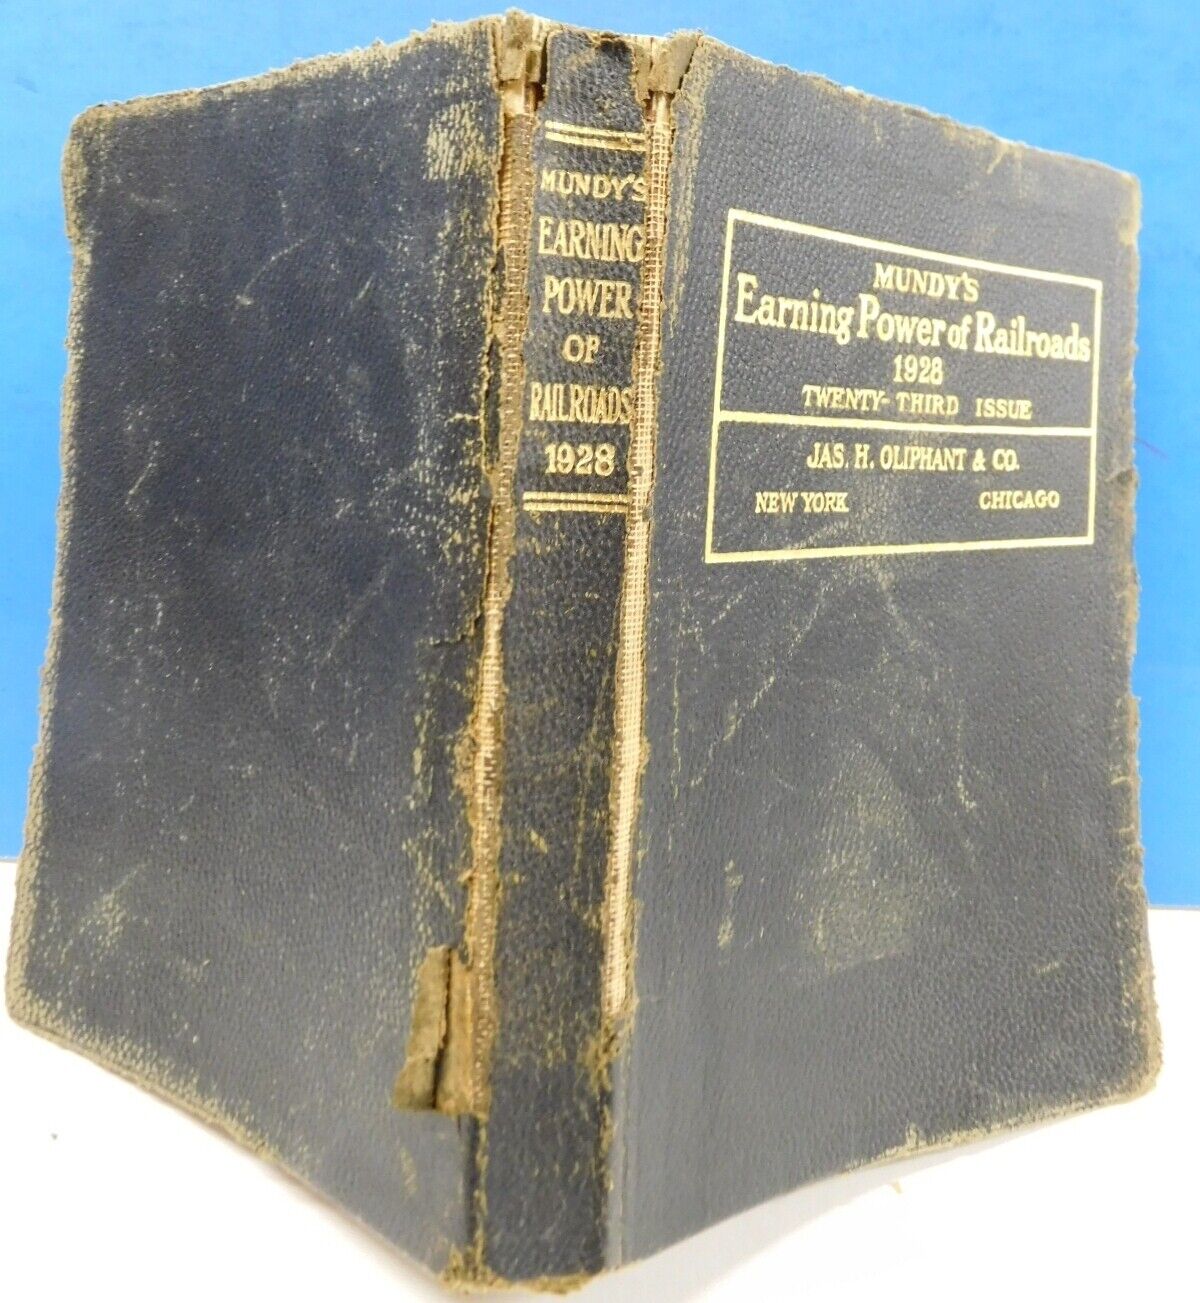 MUNDY'S
EARNING
POWER
OF
RAILROADS
1928
MUNDY'S
Earning Power of Railroads
1928
TWENTY-THIRD ISSUE
JAS. H. OLIPHANT & CO.
NEW YORK CHICAGO